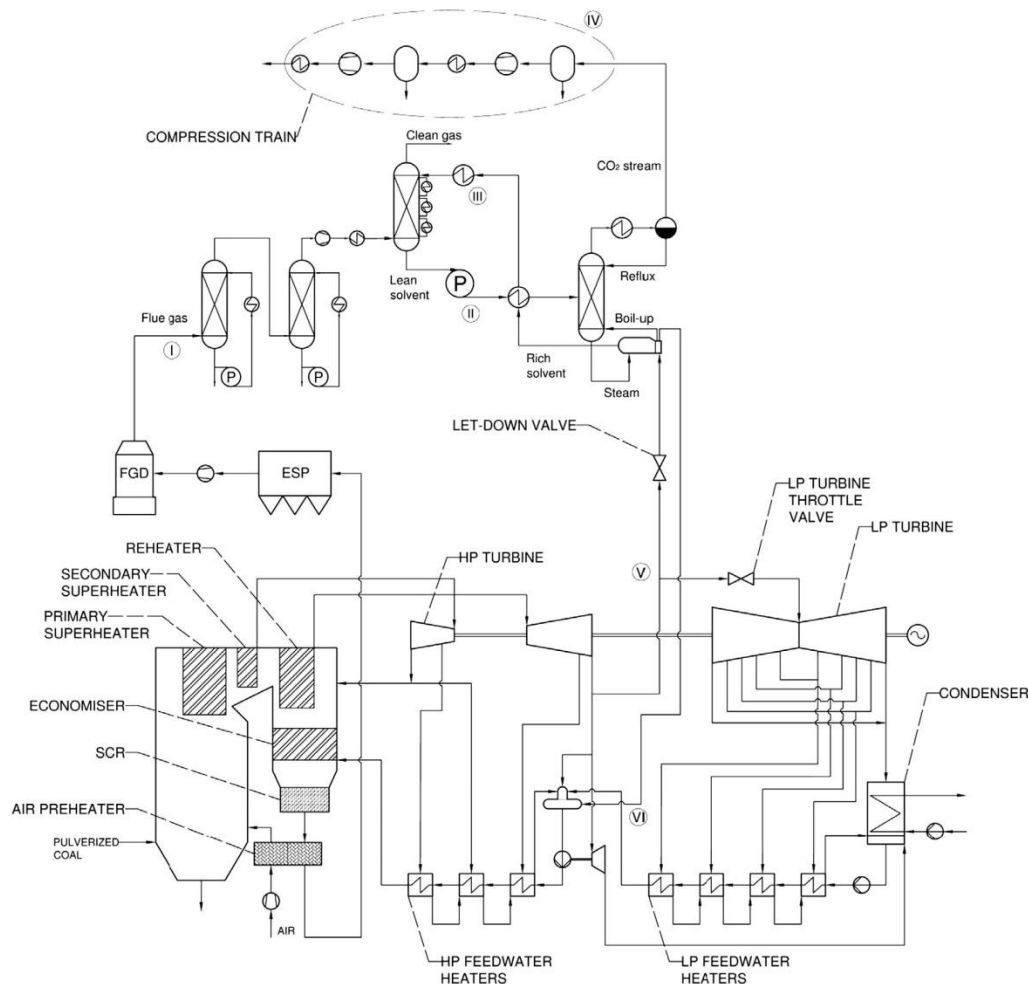 IV
COMPRESSION TRAIN
Clean gas
CO₂ stream
III
Lean
solvent
P
II
Reflux
Flue gas
I
Boil-up
Rich
solvent
Steam
P
P
LET-DOWN VALVE
FGD
ESP
LP TURBINE
THROTTLE
VALVE
LP TURBINE
REHEATER
HP TURBINE
V
SECONDARY
SUPERHEATER
PRIMARY
SUPERHEATER
ECONOMISER
CONDENSER
SCR
AIR PREHEATER
VI
PULVERIZED
COAL
AIR
HP FEEDWATER
HEATERS
LP FEEDWATER
HEATERS